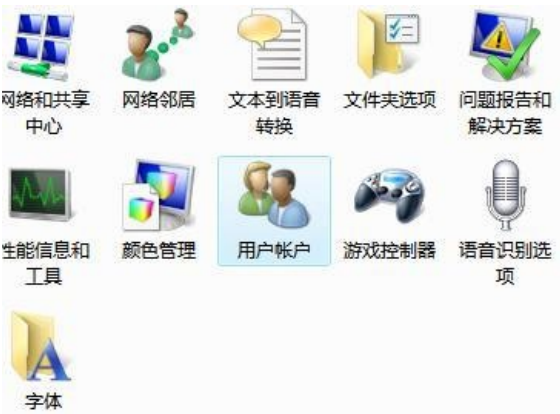 网络和共享 网络邻居 文本到语音 文件夹选项 问题报告和
中心 转换 解决方案
性能信息和 颜色管理 用户帐户 游戏控制器 语音识别选
工具 项
字体